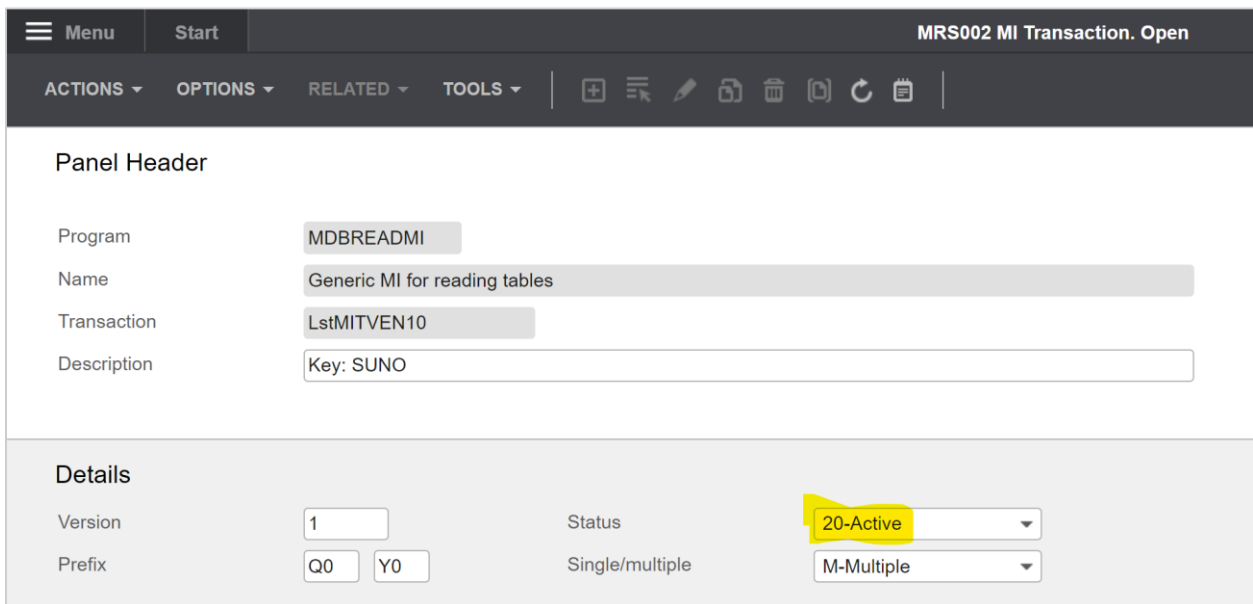 Menu Start MRS002 MI Transaction. Open
ACTIONS OPTIONS RELATED TOOLS
Panel Header
Program MDBREADMI
Name Generic MI for reading tables
Transaction LstMITVEN10
Description Key: SUNO
Details
Version 1 Status 20-Active
Prefix Q0 Y0 Single/multiple M-Multiple